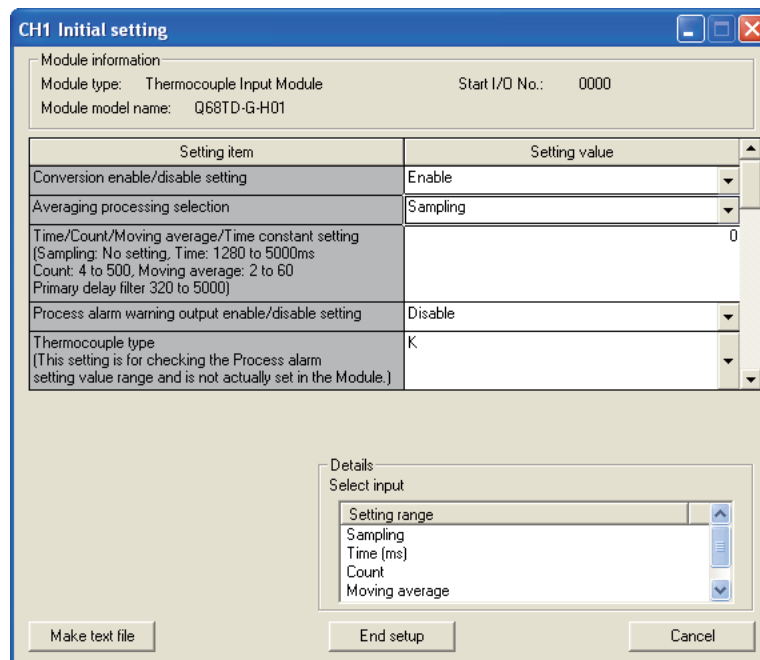 CH1 Initial setting
Module information
Module type: Thermocouple Input Module Start I/O No.: 0000
Module model name: Q68TD-G-H01
Setting item Setting value
Conversion enable/disable setting Enable
Averaging processing selection Sampling
Time/Count/Moving average/Time constant setting 0
(Sampling: No setting, Time: 1280 to 5000ms
Count: 4 to 500, Moving average: 2 to 60
Primary delay filter 320 to 5000)
Process alarm warning output enable/disable setting Disable
Thermocouple type K
(This setting is for checking the Process alarm
setting value range and is not actually set in the Module.)
Details
Select input
Setting range
Sampling
Time (ms)
Count
Moving average
Make text file End setup Cancel